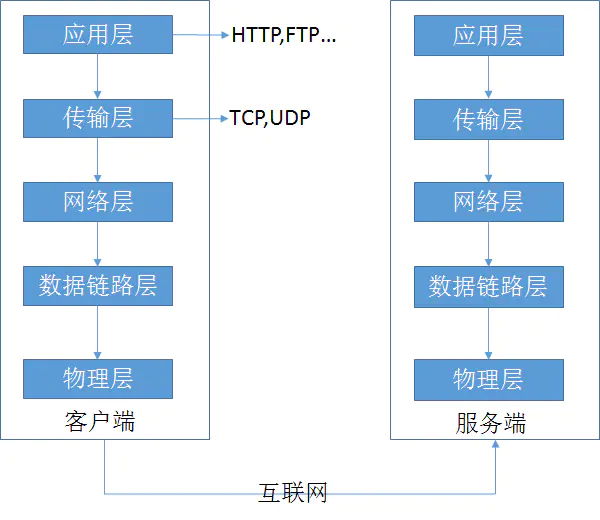 应用层
HTTP,FTP...
传输层
TCP,UDP
网络层
数据链路层
物理层
客户端
应用层
传输层
网络层
数据链路层
物理层
服务端
互联网